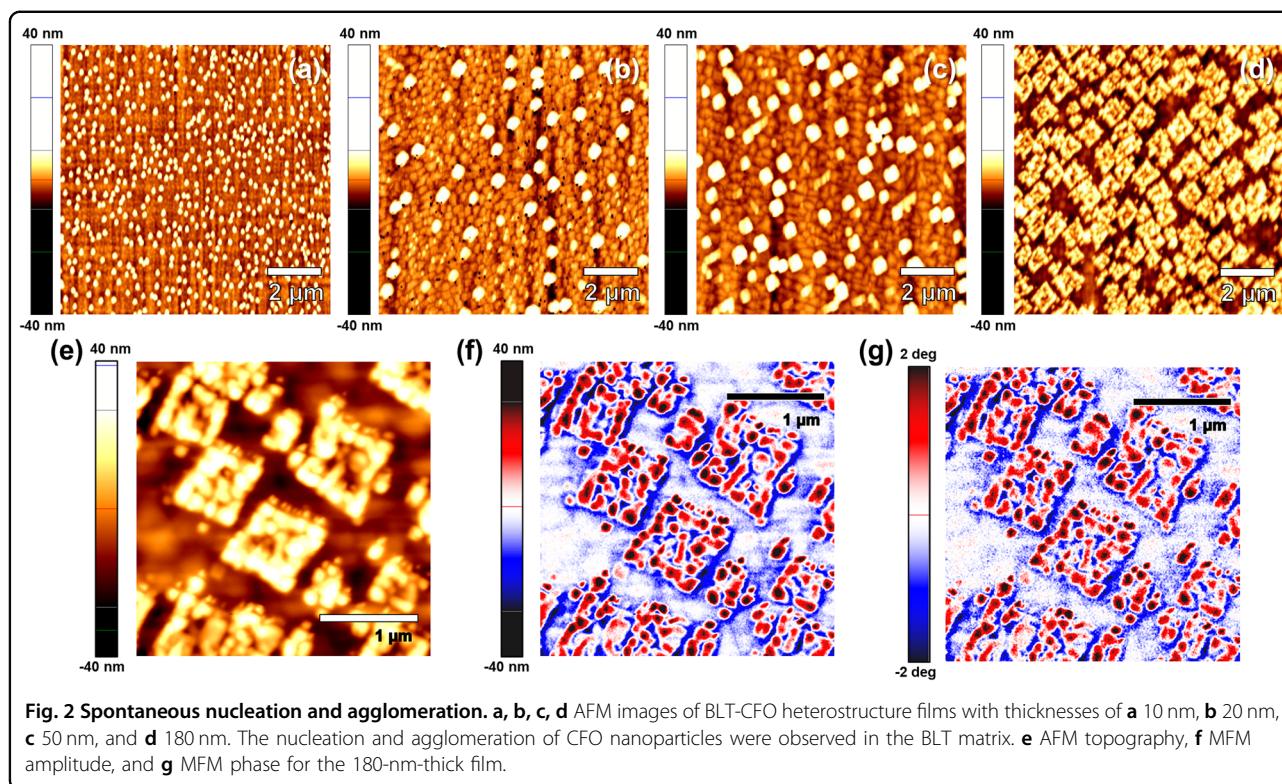 40 nm
(a)
2 µm
-40 nm
40 nm
(b)
2 µm
-40 nm
40 nm
(c)
2 µm
-40 nm
40 nm
(d)
2 µm
-40 nm
(e)
40 nm
1 µm
-40 nm
(f)
40 nm
1 µm
-40 nm
(g)
2 deg
1 µm
-2 deg
Fig. 2 Spontaneous nucleation and agglomeration. a, b, c, d AFM images of BLT-CFO heterostructure films with thicknesses of a 10 nm, b 20 nm,
c 50 nm, and d 180 nm. The nucleation and agglomeration of CFO nanoparticles were observed in the BLT matrix. e AFM topography, f MFM
amplitude, and g MFM phase for the 180-nm-thick film.